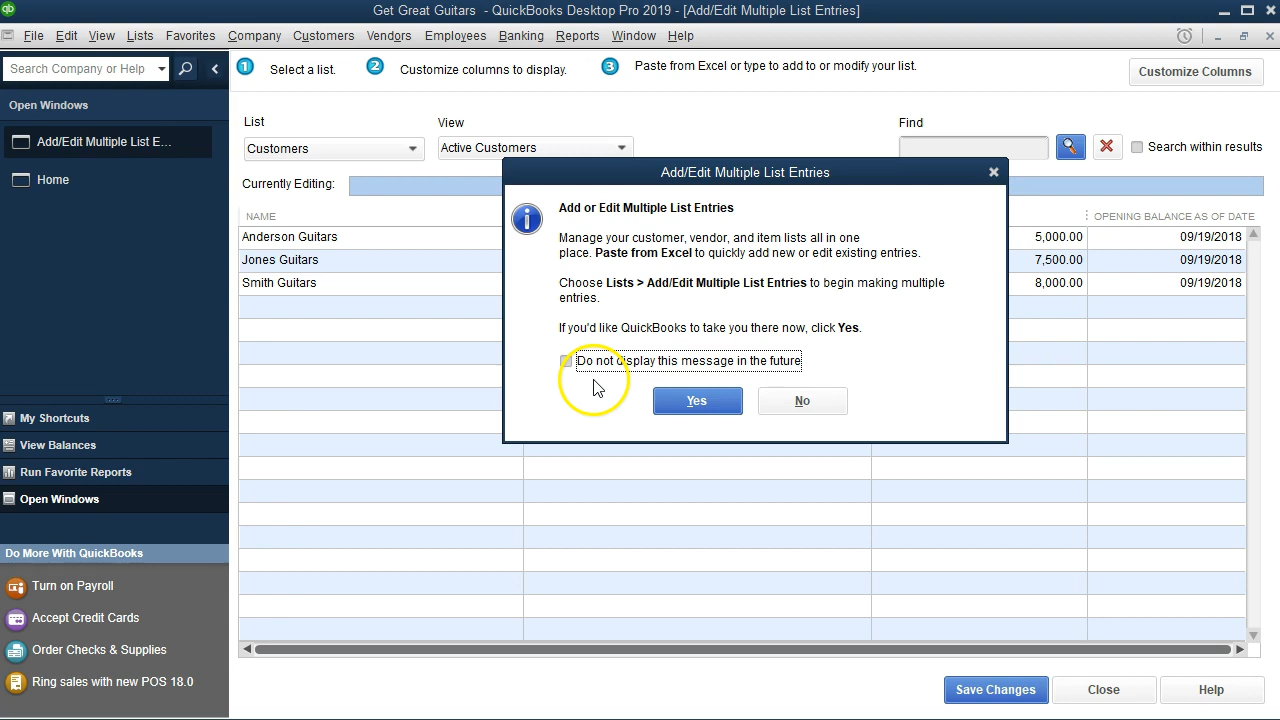 Get Great Guitars - QuickBooks Desktop Pro 2019 - [Add/Edit Multiple List Entries]
File Edit View Lists Favorites Company Customers Vendors Employees Banking Reports Window Help
Search Company or Help
1 Select a list. 2 Customize columns to display. 3 Paste from Excel or type to add to or modify your list.
Customize Columns
Open Windows
Add/Edit Multiple List E...
Home
List View Find
Customers Active Customers Search within results
Currently Editing:
NAME OPENING BALANCE AS OF DATE
Anderson Guitars 5,000.00 09/19/2018
Jones Guitars 7,500.00 09/19/2018
Smith Guitars 8,000.00 09/19/2018
Add/Edit Multiple List Entries
Add or Edit Multiple List Entries
Manage your customer, vendor, and item lists all in one
place. Paste from Excel to quickly add new or edit existing entries.
Choose Lists > Add/Edit Multiple List Entries to begin making multiple
entries.
If you'd like QuickBooks to take you there now, click Yes.
Do not display this message in the future
Yes No
My Shortcuts
View Balances
Run Favorite Reports
Open Windows
Do More With QuickBooks
Turn on Payroll
Accept Credit Cards
Order Checks & Supplies
Ring sales with new POS 18.0
Save Changes Close Help